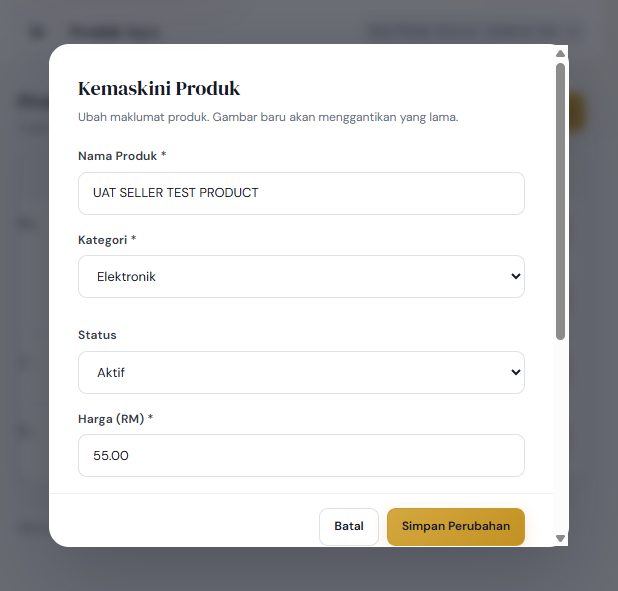 Kemaskini Produk
Ubah maklumat produk. Gambar baru akan menggantikan yang lama.
Nama Produk *
UAT SELLER TEST PRODUCT
Kategori *
Elektronik
Status
Aktif
Harga (RM) *
55.00
Batal
Simpan Perubahan